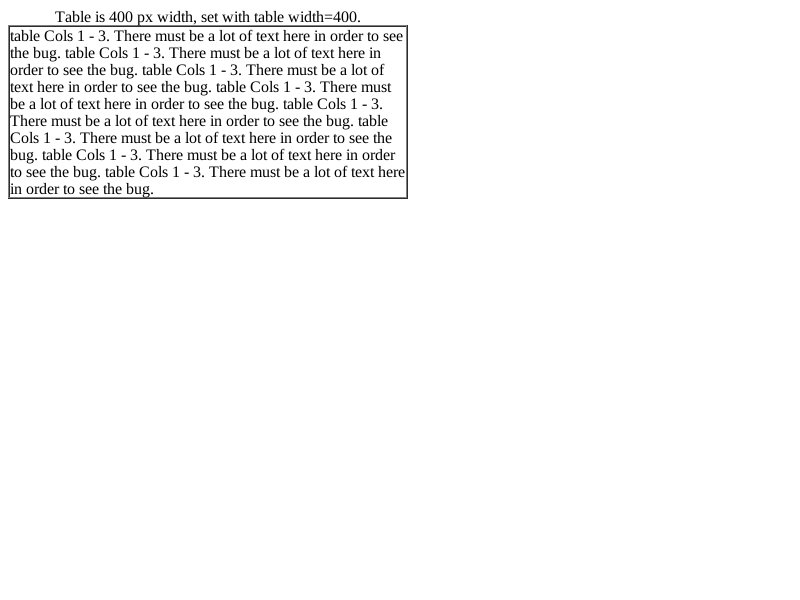 Table is 400 px width, set with table width=400.
table Cols 1 - 3. There must be a lot of text here in order to see
the bug. table Cols 1 - 3. There must be a lot of text here in
order to see the bug. table Cols 1 - 3. There must be a lot of
text here in order to see the bug. table Cols 1 - 3. There must
be a lot of text here in order to see the bug. table Cols 1 - 3.
There must be a lot of text here in order to see the bug. table
Cols 1 - 3. There must be a lot of text here in order to see the
bug. table Cols 1 - 3. There must be a lot of text here in order
to see the bug. table Cols 1 - 3. There must be a lot of text here
in order to see the bug.